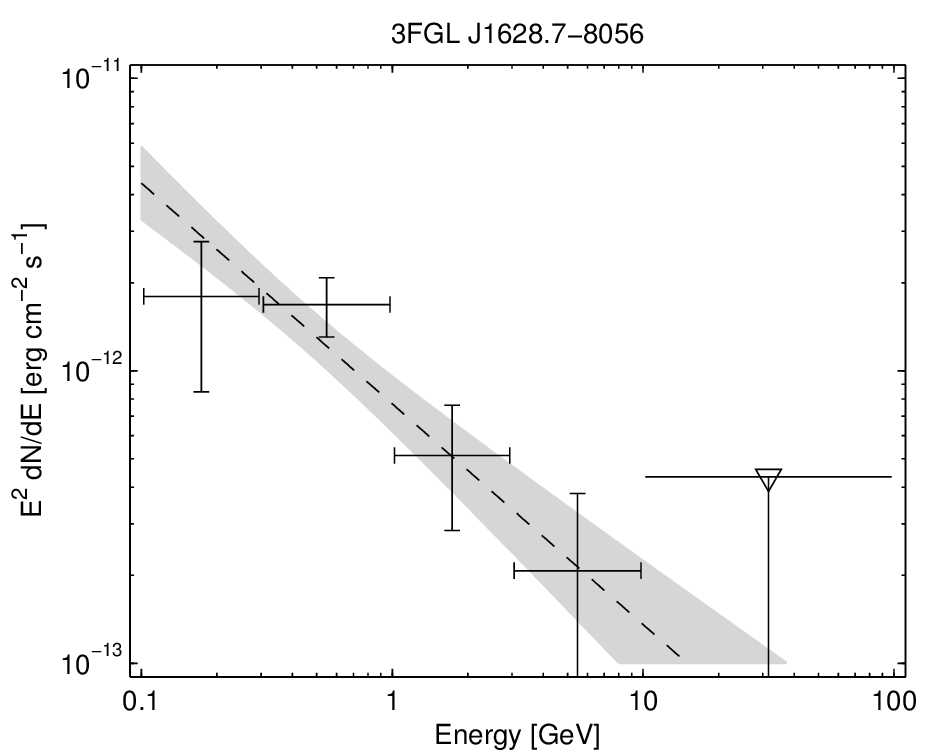 3FGL J1628.7−8056
10⁻¹¹
10⁻¹²
10⁻¹³
E² dN/dE [erg cm⁻² s⁻¹]
0.1 1 10 100
Energy [GeV]